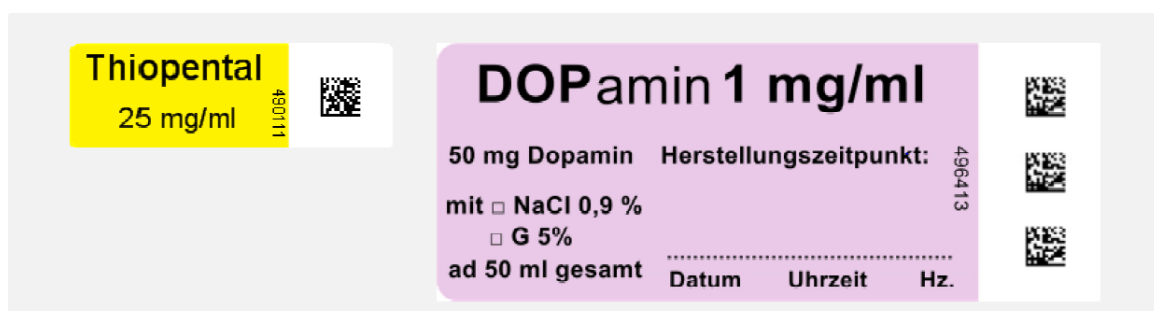 Thiopental
25 mg/ml
480111
DOPamin 1 mg/ml
50 mg Dopamin Herstellungszeitpunkt:
mit □ NaCl 0,9 %
□ G 5%
ad 50 ml gesamt
Datum Uhrzeit Hz.
496413